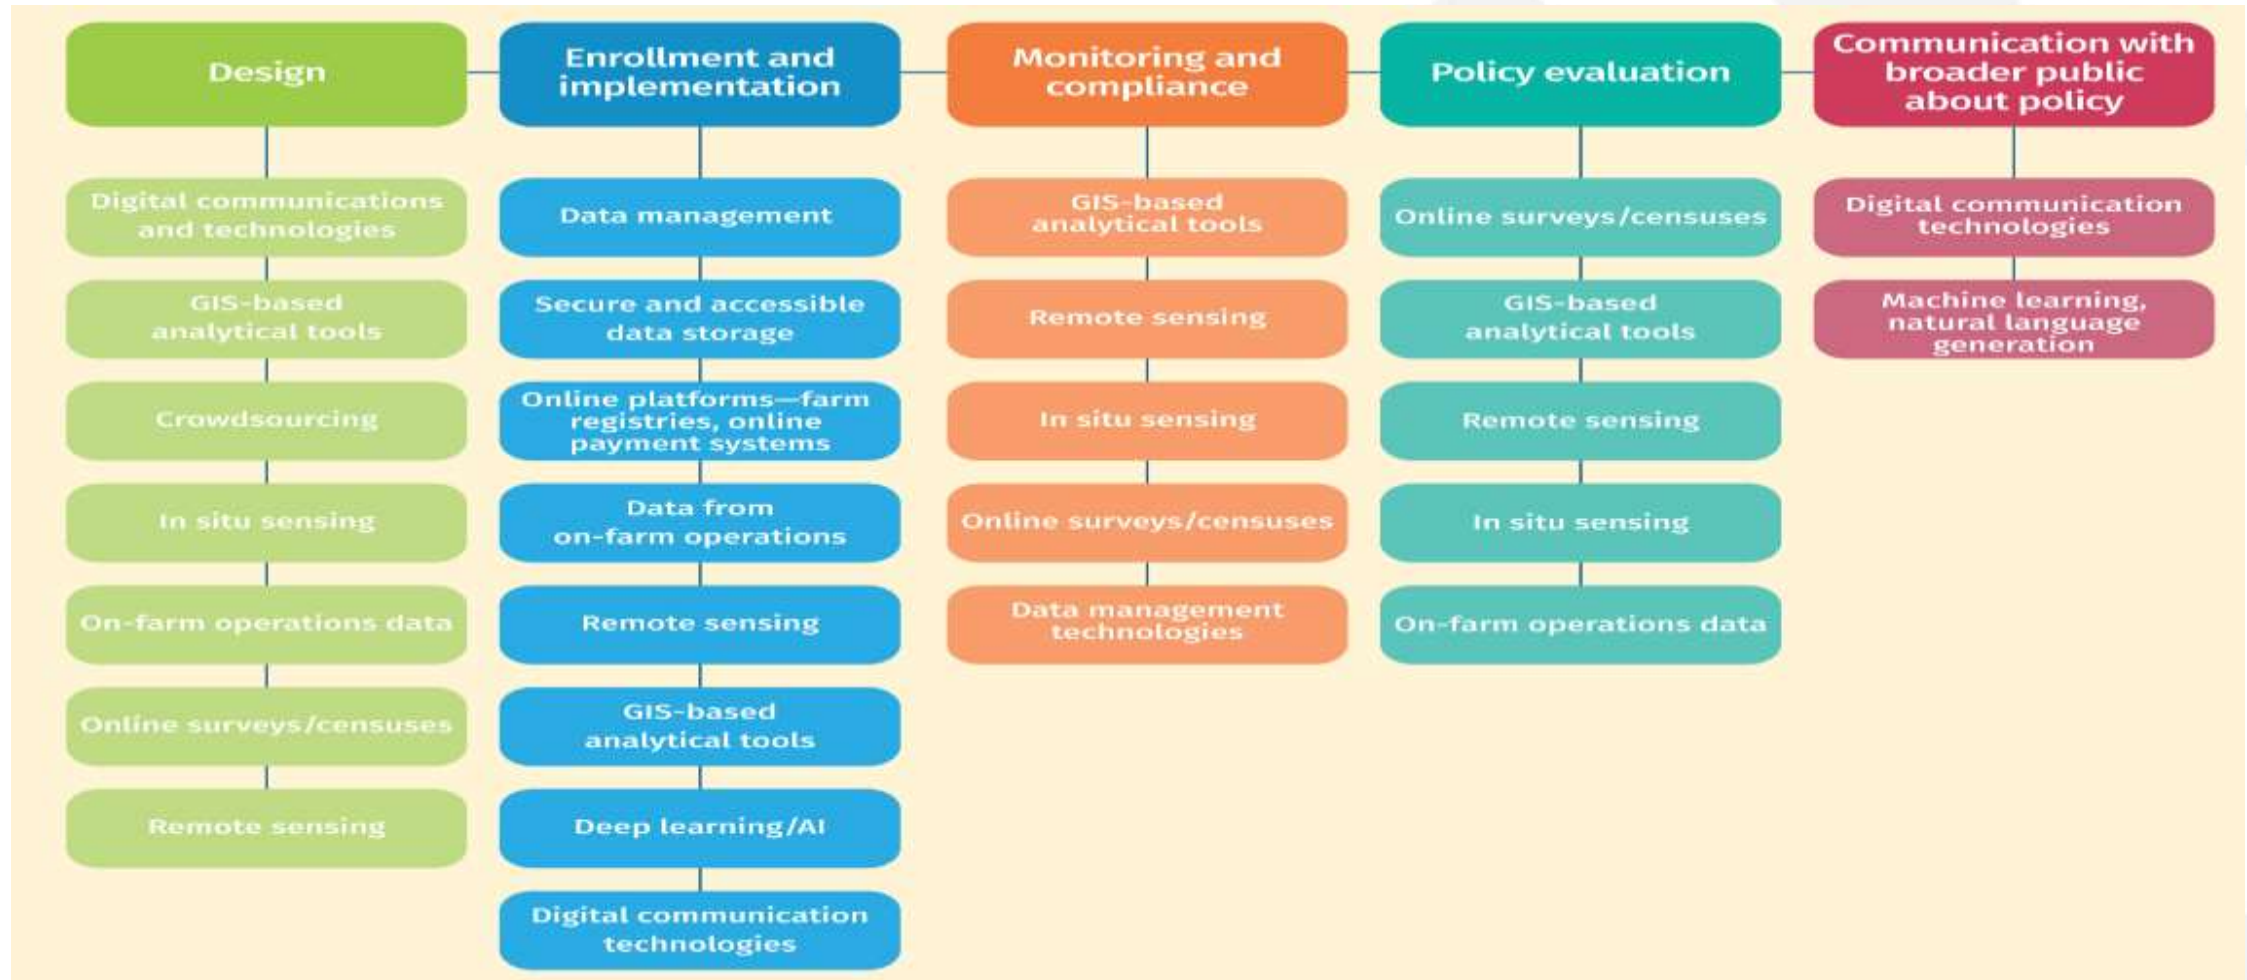 Design
Digital communications
and technologies
GIS-based
analytical tools
Crowdsourcing
In situ sensing
On-farm operations data
Online surveys/censuses
Remote sensing
Enrollment and
implementation
Data management
Secure and accessible
data storage
Online platforms—farm
registries, online
payment systems
Data from
on-farm operations
Remote sensing
GIS-based
analytical tools
Deep learning/AI
Digital communication
technologies
Monitoring and
compliance
GIS-based
analytical tools
Remote sensing
In situ sensing
Online surveys/censuses
Data management
technologies
Policy evaluation
Online surveys/censuses
GIS-based
analytical tools
Remote sensing
In situ sensing
On-farm operations data
Communication with
broader public
about policy
Digital communication
technologies
Machine learning,
natural language
generation